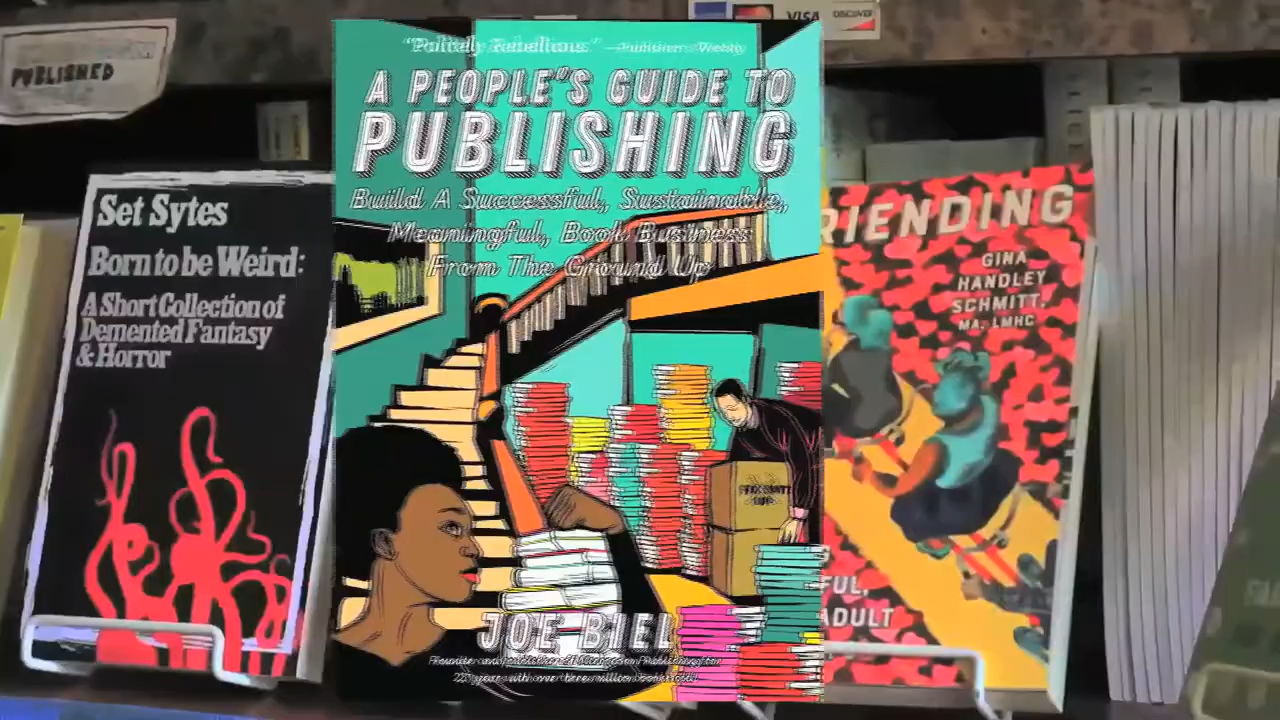 PUBLISHED
VISA
DISCOVER
Set Sytes
Born to be Weird:
A Short Collection of
Demented Fantasy
& Horror
"Politely Rebellious." —Publisher's Weekly
A PEOPLE'S GUIDE TO
PUBLISHING
Build A Successful, Sustainable,
Meaningful, Book Business
From The Ground Up
JOE BIEL
RIENDING
GINA
HANDLEY
SCHMITT,
MA, LMHC
FUL,
ADULT